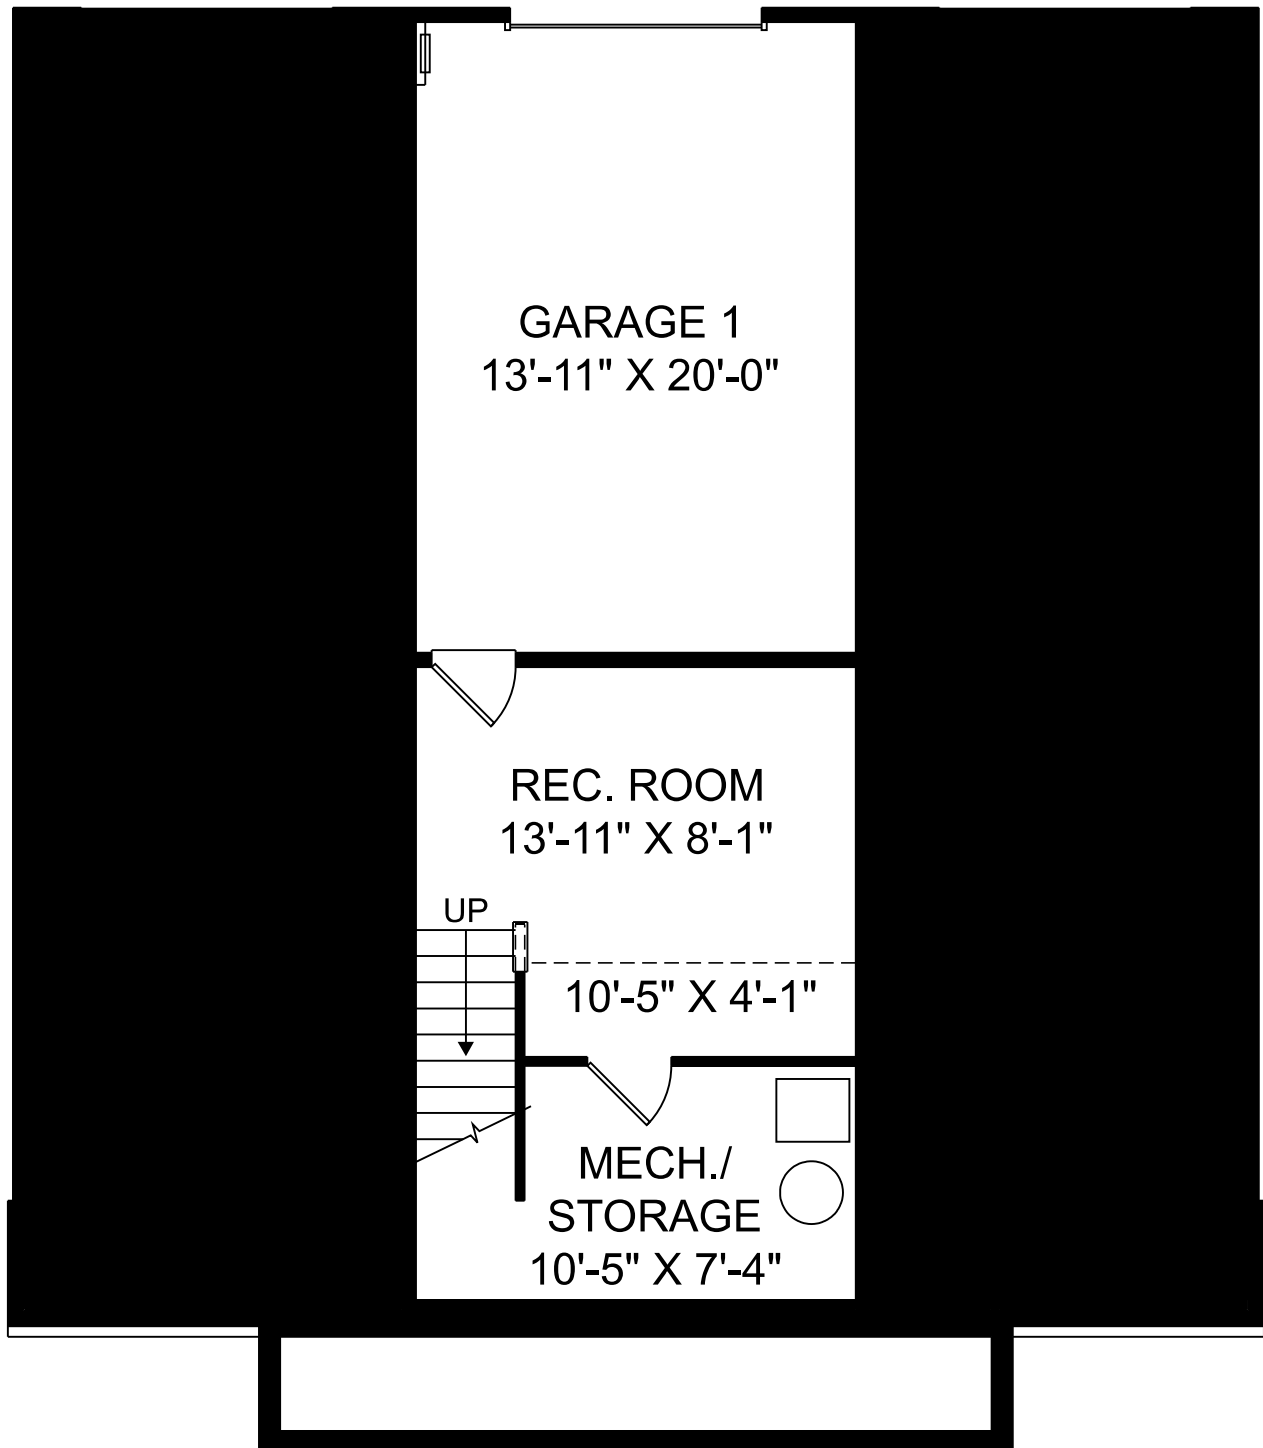 GARAGE 1
13'-11" X 20'-0"
REC. ROOM
13'-11" X 8'-1"
UP
10'-5" X 4'-1"
MECH./
STORAGE
10'-5" X 7'-4"